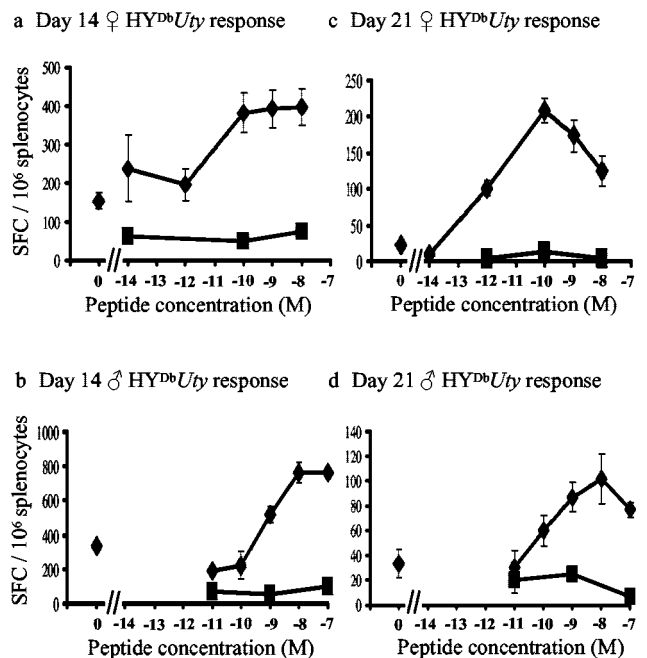 a Day 14 ♀ HYDbUty response
SFC / 10⁶ splenocytes
500
400
300
200
100
0
0 -14 -13 -12 -11 -10 -9 -8 -7
Peptide concentration (M)
c Day 21 ♀ HYDbUty response
250
200
150
100
50
0
0 -14 -13 -12 -11 -10 -9 -8 -7
Peptide concentration (M)
b Day 14 ♂ HYDbUty response
SFC / 10⁶ splenocytes
1000
800
600
400
200
0
0 -14 -13 -12 -11 -10 -9 -8 -7
Peptide concentration (M)
d Day 21 ♂ HYDbUty response
140
120
100
80
60
40
20
0
0 -14 -13 -12 -11 -10 -9 -8 -7
Peptide concentration (M)